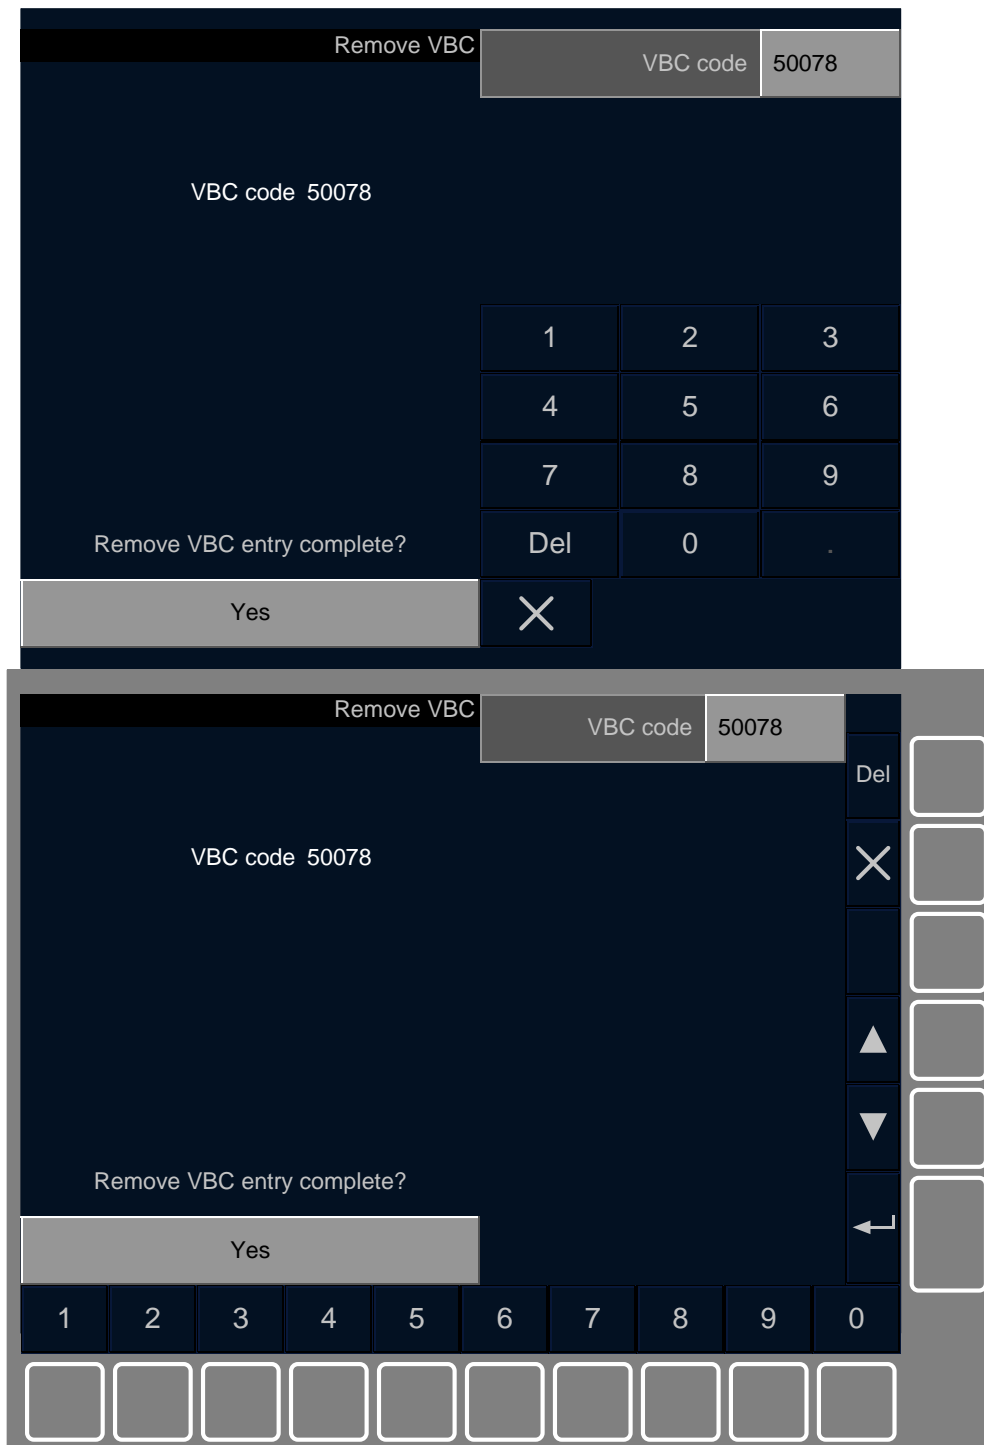 Remove VBC
VBC code 50078
VBC code 50078
1 2 3
4 5 6
7 8 9
Remove VBC entry complete?
Del 0 .
Yes
Remove VBC
VBC code 50078
Del
VBC code 50078
Remove VBC entry complete?
Yes
1 2 3 4 5 6 7 8 9 0